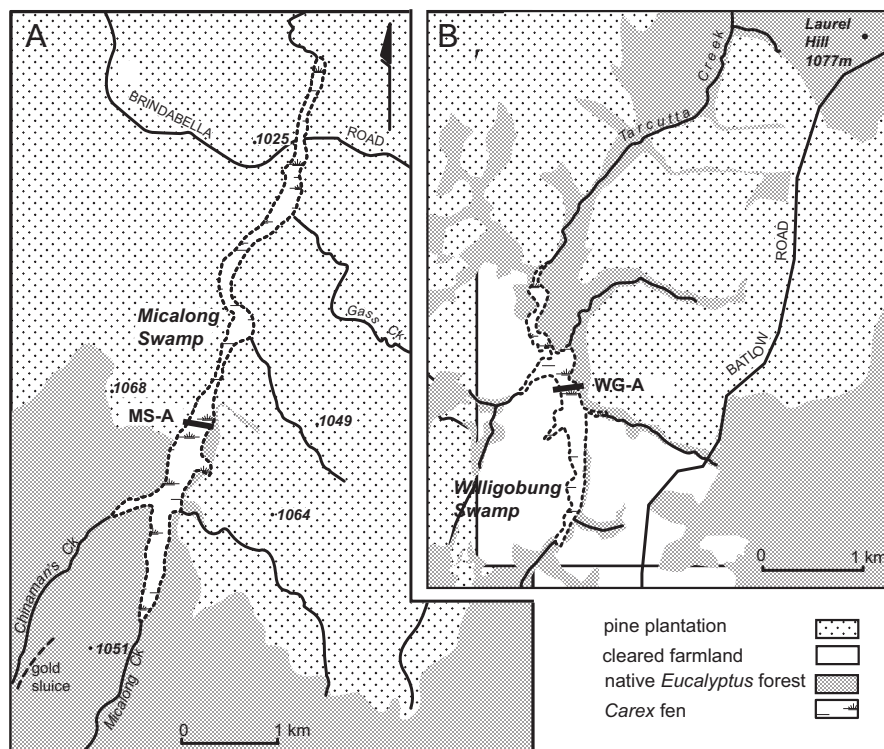 A
BRINDABELLA
1025
ROAD
Micalong
Swamp
Gass Ck
1068
MS-A
1049
1064
Chinaman's Ck
1051
gold
sluice
Micalong Ck
0 1 km
B
Laurel
Hill
1077m
Tarcutta Creek
ROAD
BATLOW
WG-A
Willigobung
Swamp
0 1 km
pine plantation
cleared farmland
native Eucalyptus forest
Carex fen